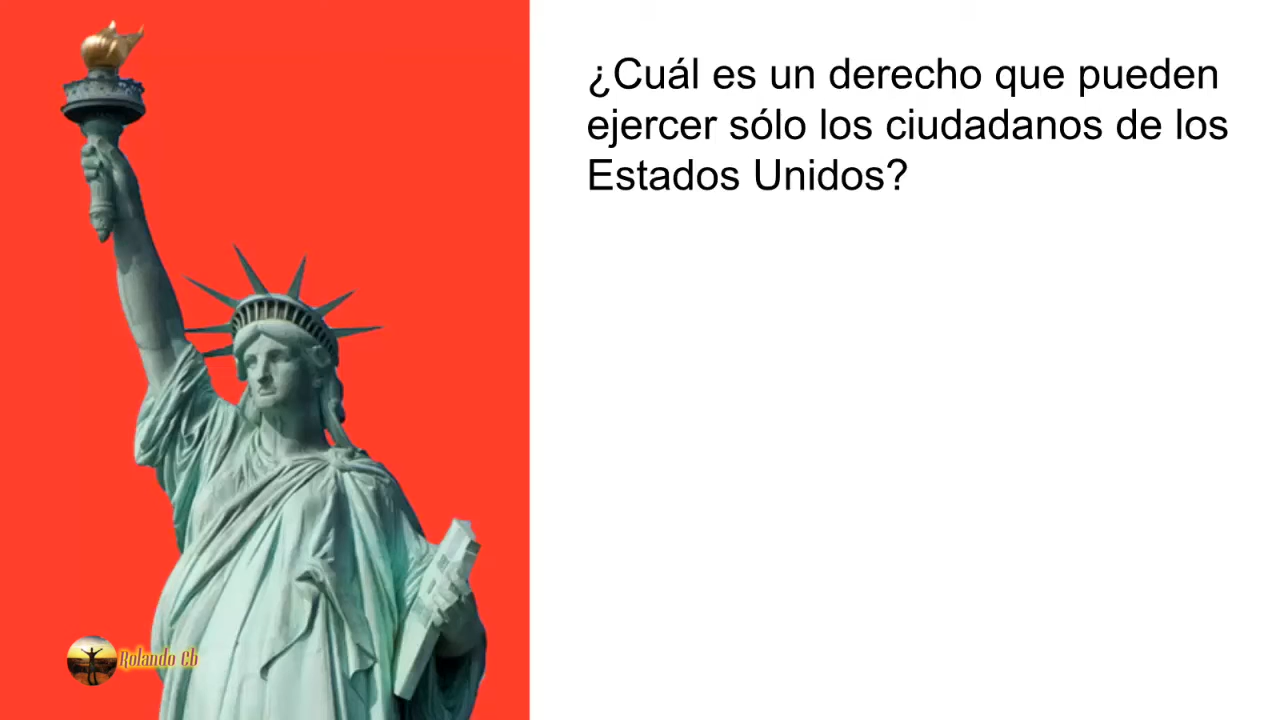 ¿Cuál es un derecho que pueden
ejercer sólo los ciudadanos de los
Estados Unidos?
Rolando Cb